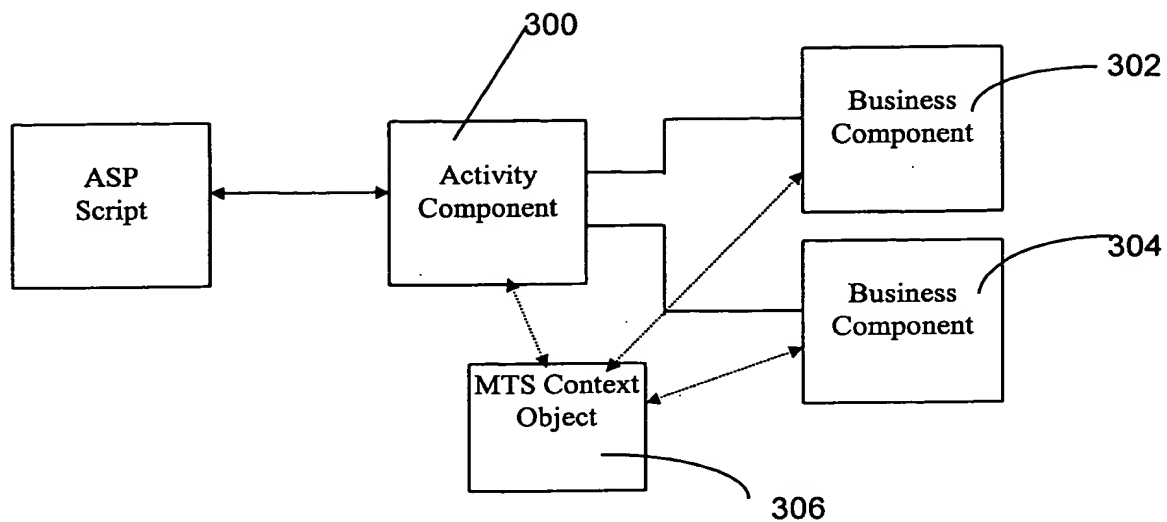 300
302
Business
Component
ASP
Script
Activity
Component
304
Business
Component
MTS Context
Object
306